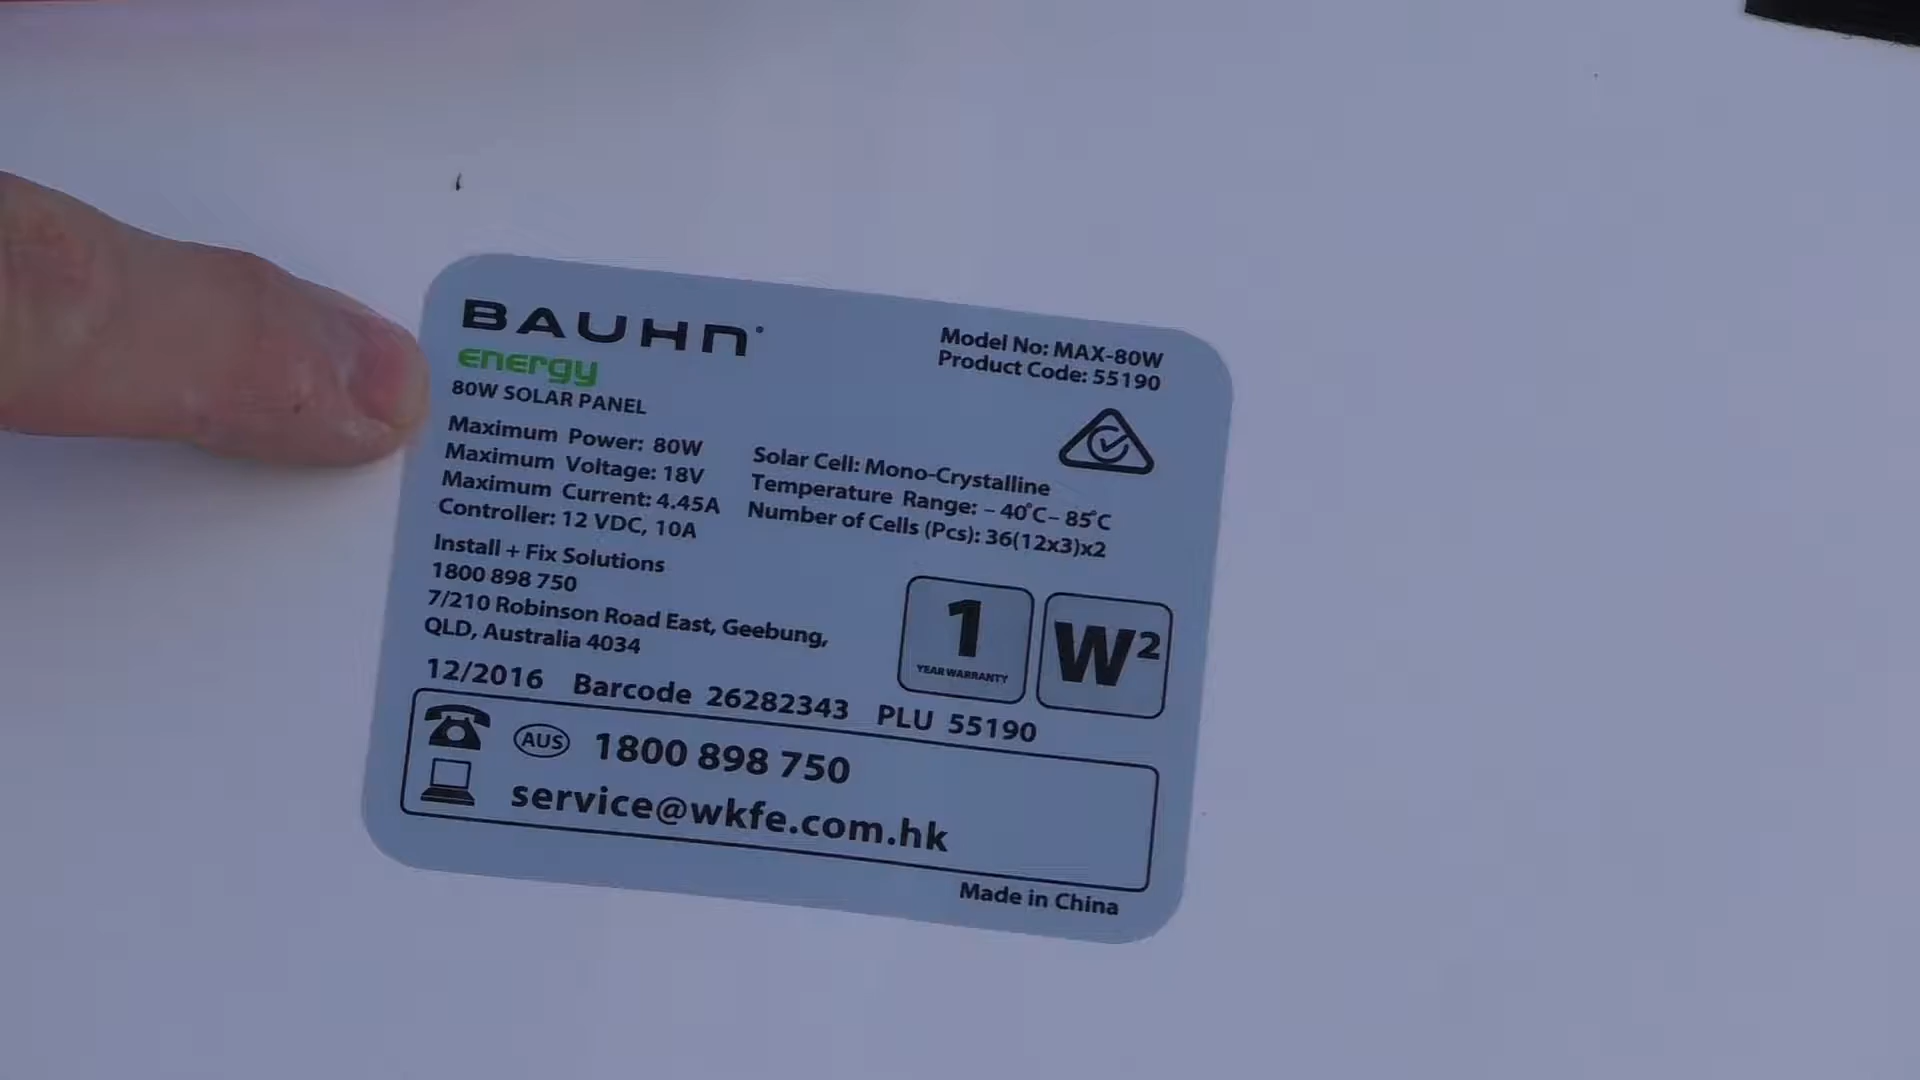 BAUHN
energy
80W SOLAR PANEL
Model No: MAX-80W
Product Code: 55190
Maximum Power: 80W
Maximum Voltage: 18V
Maximum Current: 4.45A
Controller: 12 VDC, 10A
Solar Cell: Mono-Crystalline
Temperature Range: – 40°C– 85°C
Number of Cells (Pcs): 36(12x3)x2
Install + Fix Solutions
1800 898 750
7/210 Robinson Road East, Geebung,
QLD, Australia 4034
1
YEAR WARRANTY
W²
12/2016 Barcode 26282343 PLU 55190
AUS 1800 898 750
service@wkfe.com.hk
Made in China